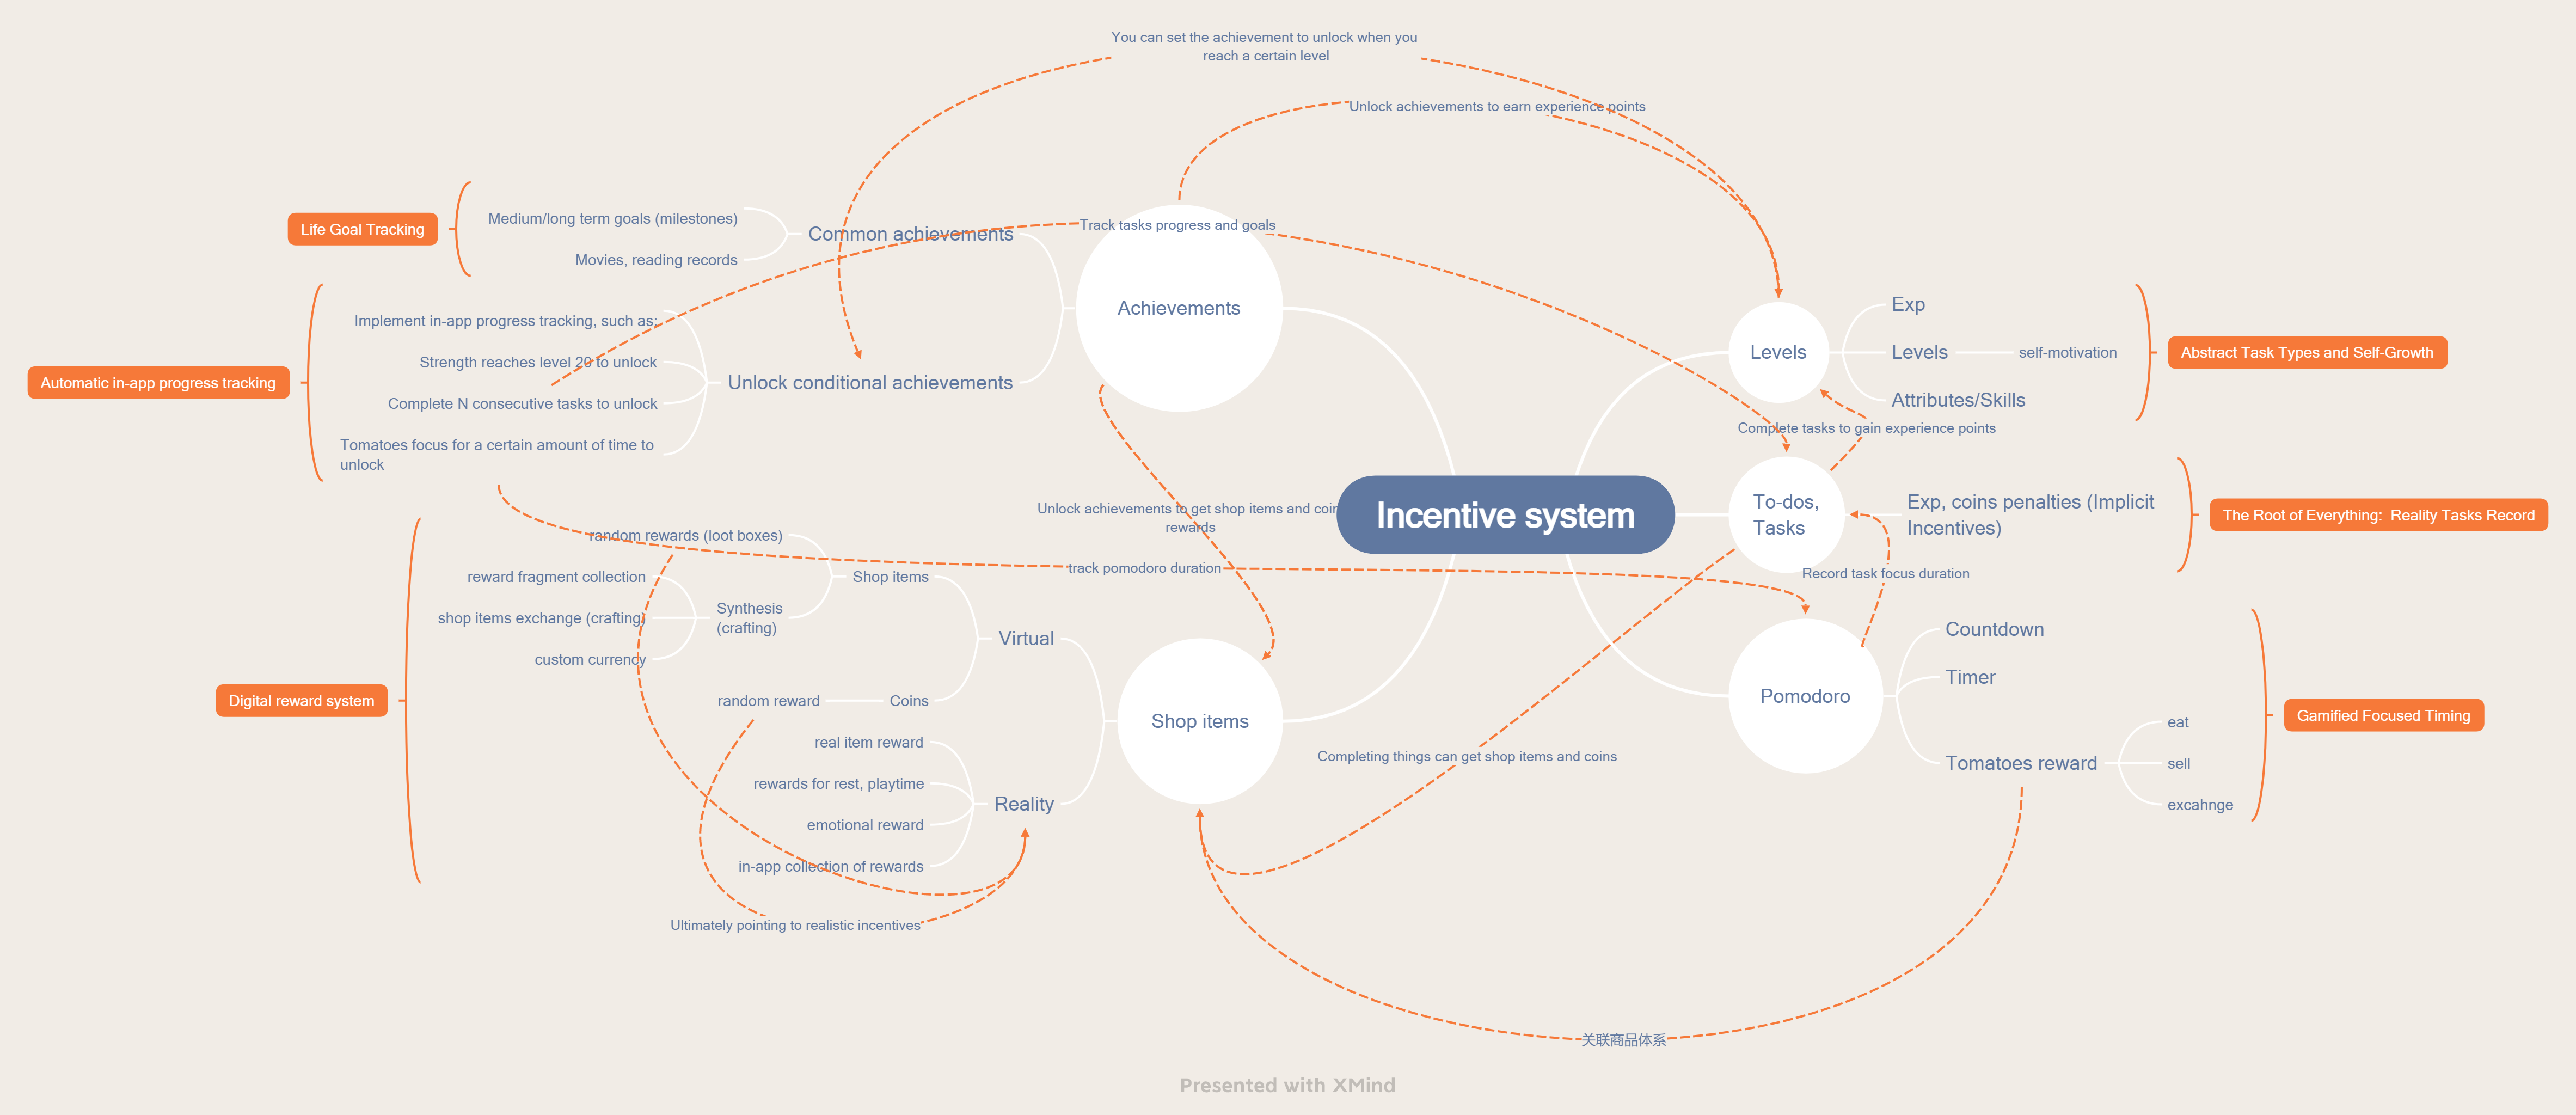 You can set the achievement to unlock when you
reach a certain level
Unlock achievements to earn experience points
Life Goal Tracking
Medium/long term goals (milestones)
Movies, reading records
Common achievements
Track tasks progress and goals
Achievements
Automatic in-app progress tracking
Implement in-app progress tracking, such as:
Strength reaches level 20 to unlock
Complete N consecutive tasks to unlock
Tomatoes focus for a certain amount of time to
unlock
Unlock conditional achievements
Levels
Exp
Levels
self-motivation
Attributes/Skills
Abstract Task Types and Self-Growth
Complete tasks to gain experience points
Unlock achievements to get shop items and coin
rewards
Incentive system
To-dos,
Tasks
Exp, coins penalties (Implicit
Incentives)
The Root of Everything: Reality Tasks Record
Record task focus duration
track pomodoro duration
Digital reward system
random rewards (loot boxes)
reward fragment collection
shop items exchange (crafting)
custom currency
Synthesis
(crafting)
Shop items
Virtual
random reward
Coins
real item reward
rewards for rest, playtime
emotional reward
in-app collection of rewards
Reality
Shop items
Ultimately pointing to realistic incentives
Completing things can get shop items and coins
Pomodoro
Countdown
Timer
Tomatoes reward
eat
sell
excahnge
Gamified Focused Timing
关联商品体系
Presented with XMind